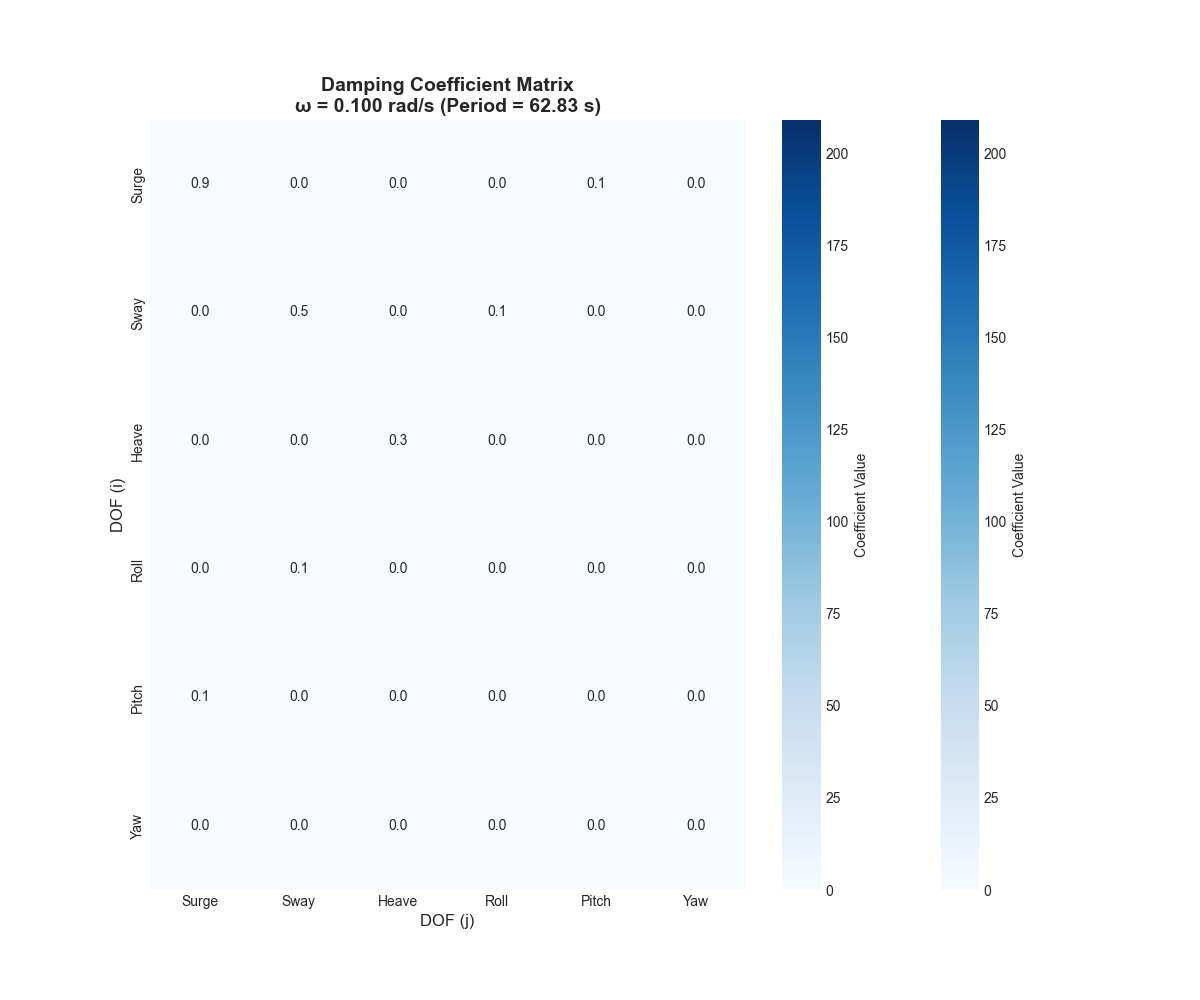 Damping Coefficient Matrix
ω = 0.100 rad/s (Period = 62.83 s)
DOF (i)
Surge 0.9 0.0 0.0 0.0 0.1 0.0
Sway 0.0 0.5 0.0 0.1 0.0 0.0
Heave 0.0 0.0 0.3 0.0 0.0 0.0
Roll 0.0 0.1 0.0 0.0 0.0 0.0
Pitch 0.1 0.0 0.0 0.0 0.0 0.0
Yaw 0.0 0.0 0.0 0.0 0.0 0.0
Surge Sway Heave Roll Pitch Yaw
DOF (j)
200
175
150
125
100
75
50
25
0
Coefficient Value
200
175
150
125
100
75
50
25
0
Coefficient Value